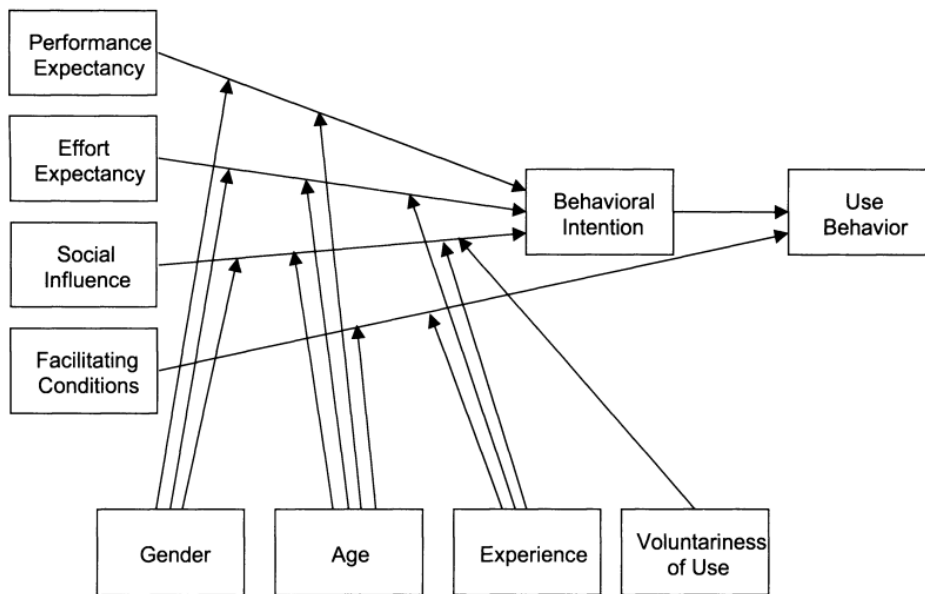 Performance
Expectancy
Effort
Expectancy
Social
Influence
Facilitating
Conditions
Behavioral
Intention
Use
Behavior
Gender
Age
Experience
Voluntariness
of Use